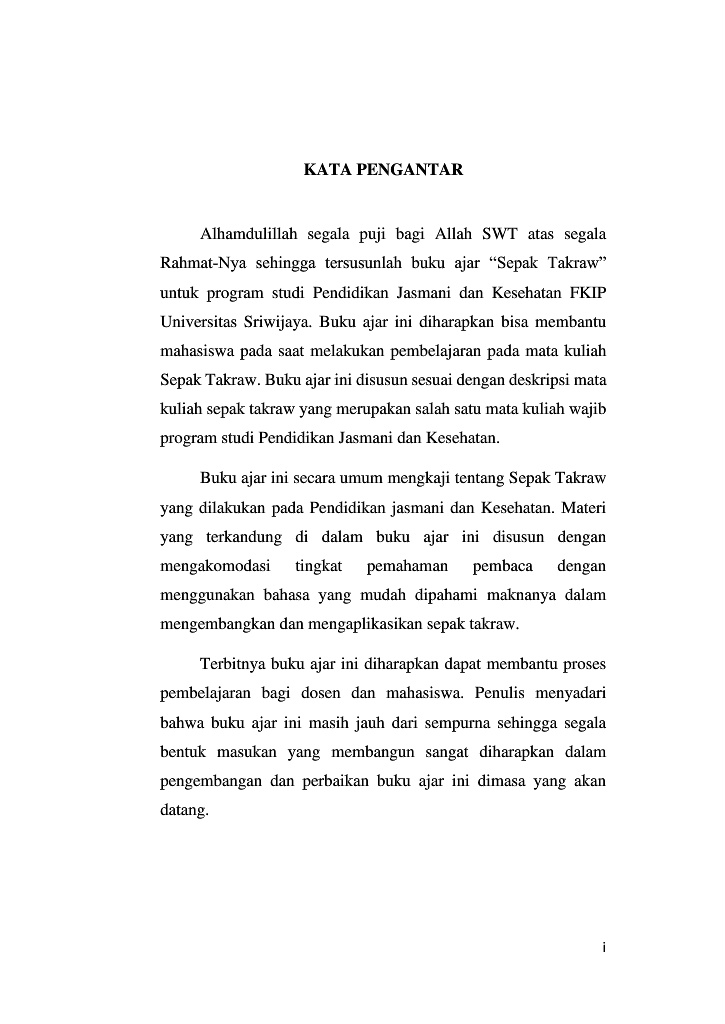 KATA PENGANTAR
Alhamdulillah segala puji bagi Allah SWT atas segala
Rahmat-Nya sehingga tersusunlah buku ajar “Sepak Takraw”
untuk program studi Pendidikan Jasmani dan Kesehatan FKIP
Universitas Sriwijaya. Buku ajar ini diharapkan bisa membantu
mahasiswa pada saat melakukan pembelajaran pada mata kuliah
Sepak Takraw. Buku ajar ini disusun sesuai dengan deskripsi mata
kuliah sepak takraw yang merupakan salah satu mata kuliah wajib
program studi Pendidikan Jasmani dan Kesehatan.
Buku ajar ini secara umum mengkaji tentang Sepak Takraw
yang dilakukan pada Pendidikan jasmani dan Kesehatan. Materi
yang terkandung di dalam buku ajar ini disusun dengan
mengakomodasi tingkat pemahaman pembaca dengan
menggunakan bahasa yang mudah dipahami maknanya dalam
mengembangkan dan mengaplikasikan sepak takraw.
Terbitnya buku ajar ini diharapkan dapat membantu proses
pembelajaran bagi dosen dan mahasiswa. Penulis menyadari
bahwa buku ajar ini masih jauh dari sempurna sehingga segala
bentuk masukan yang membangun sangat diharapkan dalam
pengembangan dan perbaikan buku ajar ini dimasa yang akan
datang.
i